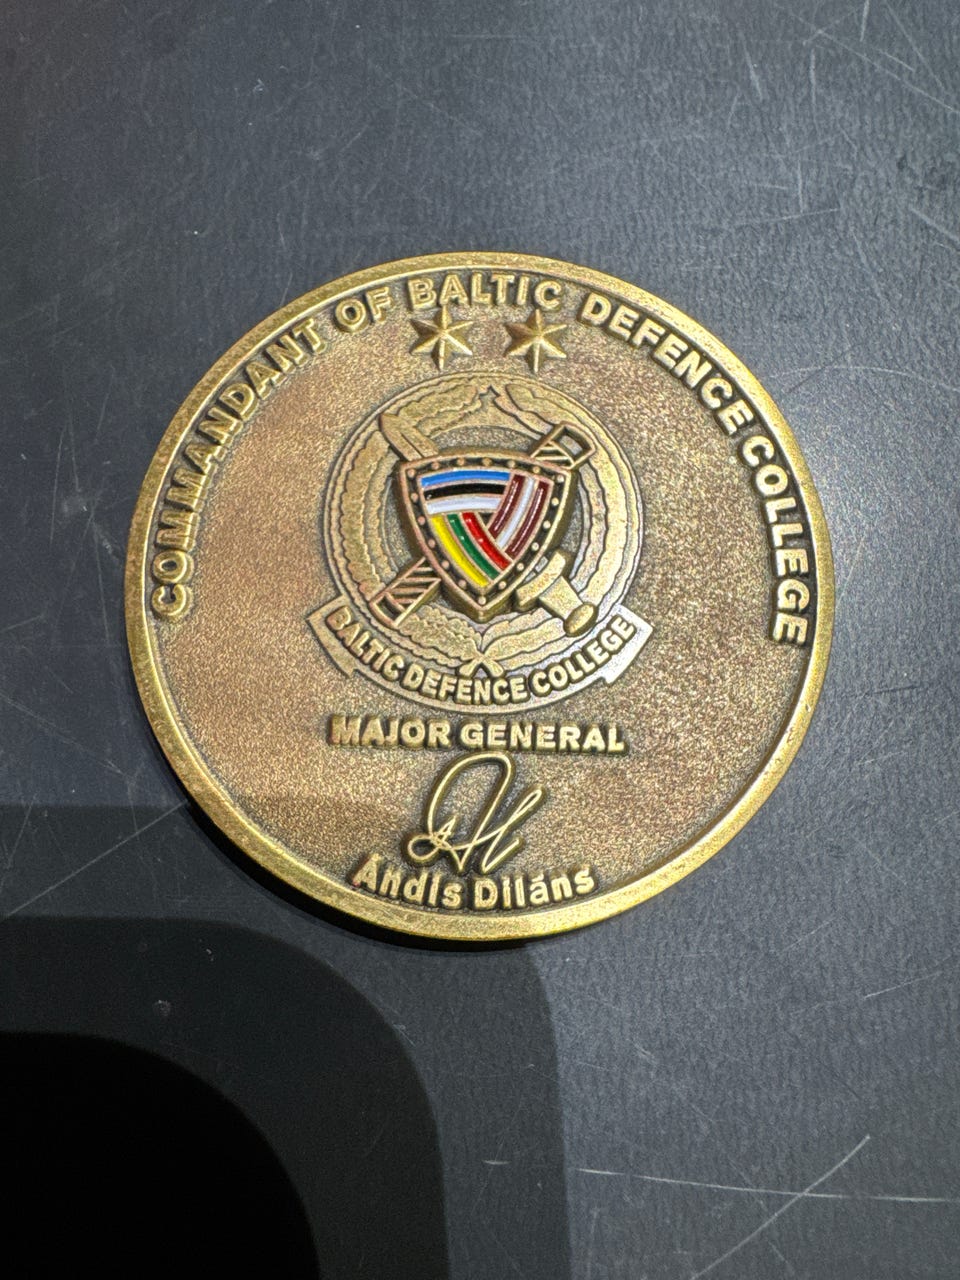 COMMANDANT OF BALTIC DEFENCE COLLEGE
BALTIC DEFENCE COLLEGE
MAJOR GENERAL
Andis Dilāns